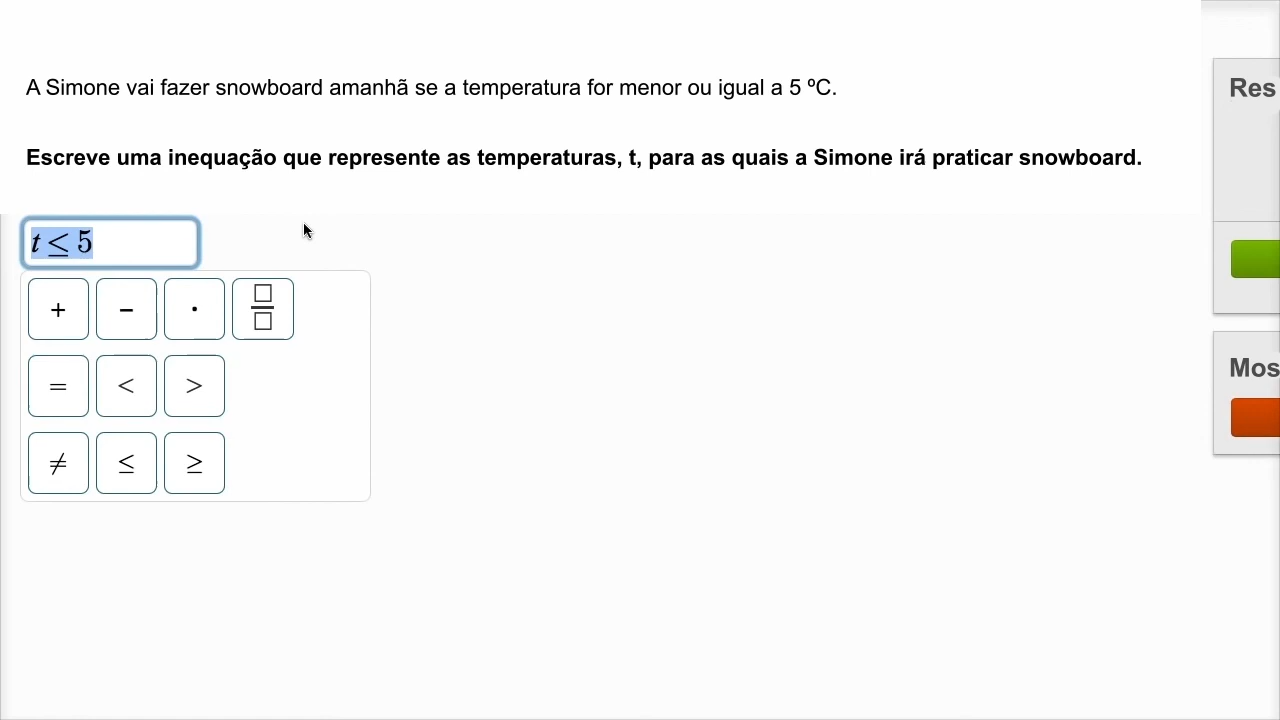 A Simone vai fazer snowboard amanhã se a temperatura for menor ou igual a 5 ºC.
Res
Escreve uma inequação que represente as temperaturas, t, para as quais a Simone irá praticar snowboard.
t ≤ 5
+ − ·
= < >
Mos
≠ ≤ ≥